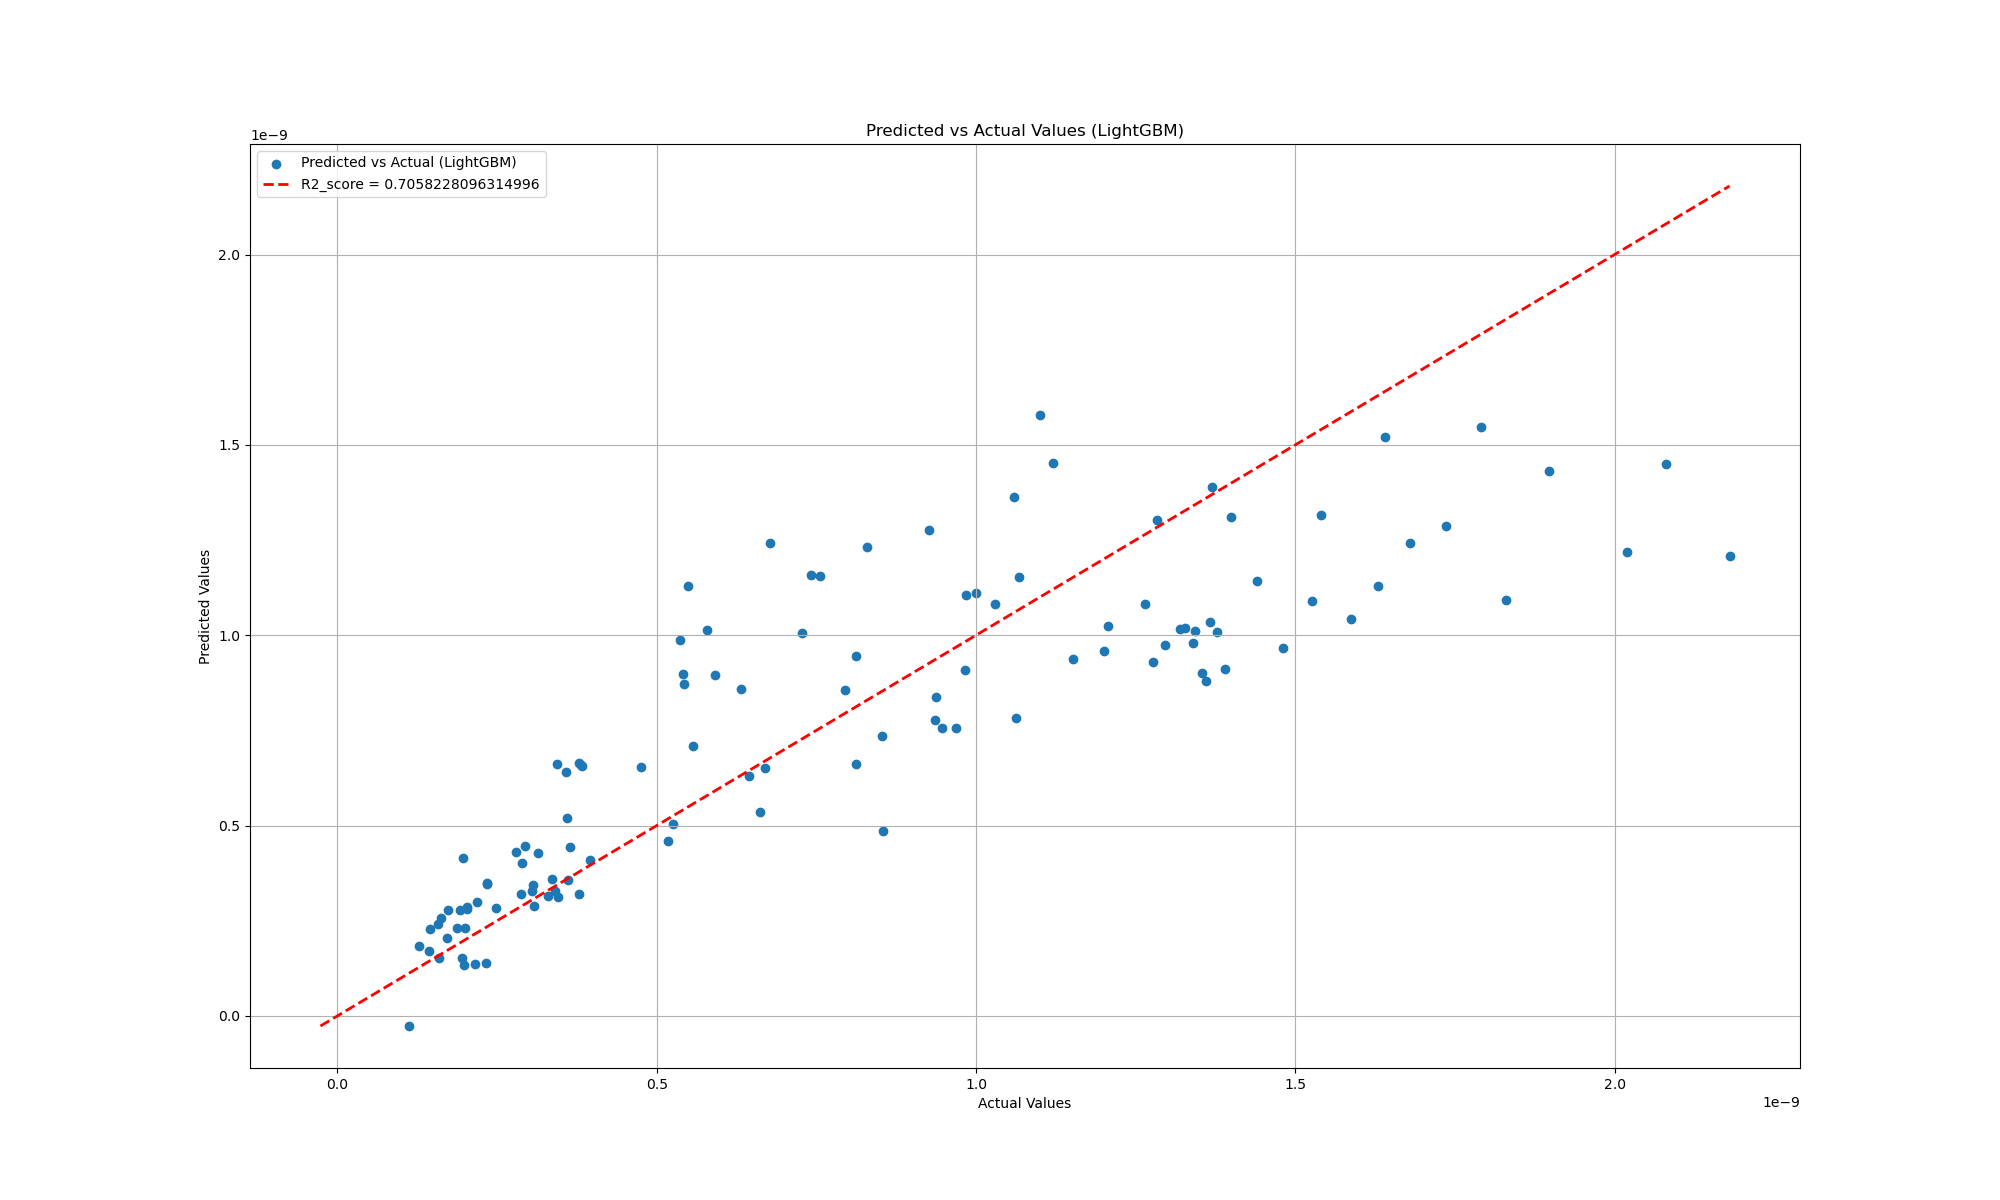 Predicted vs Actual Values (LightGBM)
1e−9
Predicted vs Actual (LightGBM)
R2_score = 0.7058228096314996
2.0
1.5
1.0
0.5
0.0
Predicted Values
0.0 0.5 1.0 1.5 2.0
Actual Values
1e−9